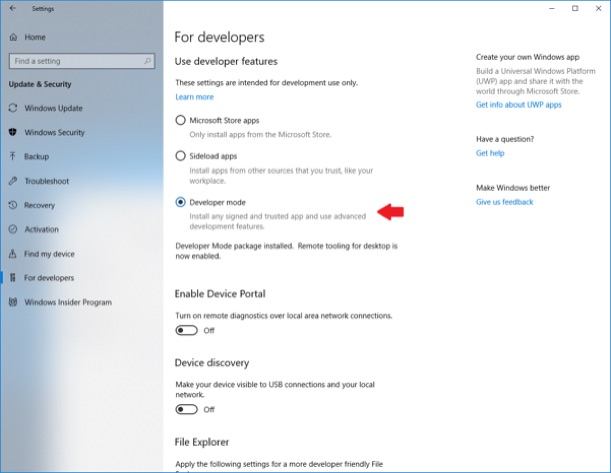 Settings
Home
Find a setting
Update & Security
Windows Update
Windows Security
Backup
Troubleshoot
Recovery
Activation
Find my device
For developers
Windows Insider Program
For developers
Use developer features
These settings are intended for development use only.
Learn more
Microsoft Store apps
Only install apps from the Microsoft Store.
Sideload apps
Install apps from other sources that you trust, like your
workplace.
Developer mode
Install any signed and trusted app and use advanced
development features.
Developer Mode package installed. Remote tooling for desktop is
now enabled.
Enable Device Portal
Turn on remote diagnostics over local area network connections.
Off
Device discovery
Make your device visible to USB connections and your local
network.
Off
File Explorer
Apply the following settings for a more developer friendly File
Create your own Windows app
Build a Universal Windows Platform
(UWP) app and share it with the
world through Microsoft Store.
Get info about UWP apps
Have a question?
Get help
Make Windows better
Give us feedback